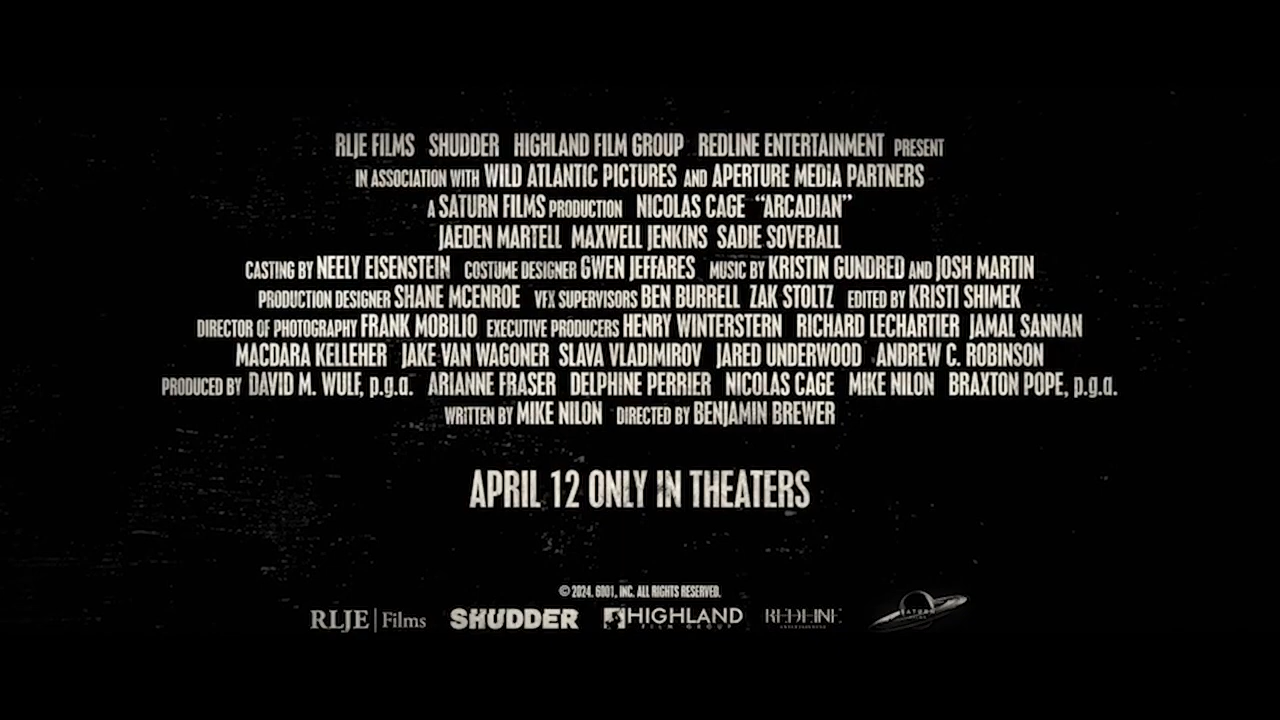 RLJE FILMS SHUDDER HIGHLAND FILM GROUP REDLINE ENTERTAINMENT PRESENT
IN ASSOCIATION WITH WILD ATLANTIC PICTURES AND APERTURE MEDIA PARTNERS
A SATURN FILMS PRODUCTION NICOLAS CAGE “ARCADIAN”
JAEDEN MARTELL MAXWELL JENKINS SADIE SOVERALL
CASTING BY NEELY EISENSTEIN COSTUME DESIGNER GWEN JEFFARES MUSIC BY KRISTIN GUNDRED AND JOSH MARTIN
PRODUCTION DESIGNER SHANE MCENROE VFX SUPERVISORS BEN BURRELL ZAK STOLTZ EDITED BY KRISTI SHIMEK
DIRECTOR OF PHOTOGRAPHY FRANK MOBILIO EXECUTIVE PRODUCERS HENRY WINTERSTERN RICHARD LECHARTIER JAMAL SANNAN
MACDARA KELLEHER JAKE VAN WAGONER SLAVA VLADIMIROV JARED UNDERWOOD ANDREW C. ROBINSON
PRODUCED BY DAVID M. WULF, p.g.a. ARIANNE FRASER DELPHINE PERRIER NICOLAS CAGE MIKE NILON BRAXTON POPE, p.g.a.
WRITTEN BY MIKE NILON DIRECTED BY BENJAMIN BREWER
APRIL 12 ONLY IN THEATERS
© 2024. 6001, INC. ALL RIGHTS RESERVED.
RLJE Films SHUDDER HIGHLAND FILM GROUP REDLINE ENTERTAINMENT SATURN